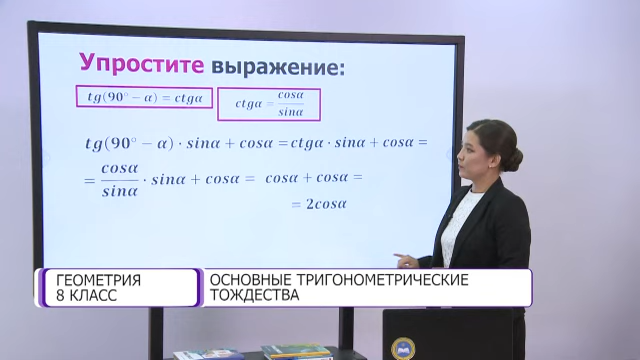 Упростите выражение:
tg(90° − α) = ctgα
ctgα = cosα/sinα
tg(90° − α) · sinα + cosα = ctgα · sinα + cosα =
= cosα/sinα · sinα + cosα = cosα + cosα =
= 2cosα
ГЕОМЕТРИЯ
8 КЛАСС
ОСНОВНЫЕ ТРИГОНОМЕТРИЧЕСКИЕ
ТОЖДЕСТВА